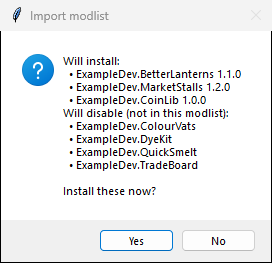 Import modlist
Will install:
• ExampleDev.BetterLanterns 1.1.0
• ExampleDev.MarketStalls 1.2.0
• ExampleDev.CoinLib 1.0.0
Will disable (not in this modlist):
• ExampleDev.ColourVats
• ExampleDev.DyeKit
• ExampleDev.QuickSmelt
• ExampleDev.TradeBoard
Install these now?
Yes No